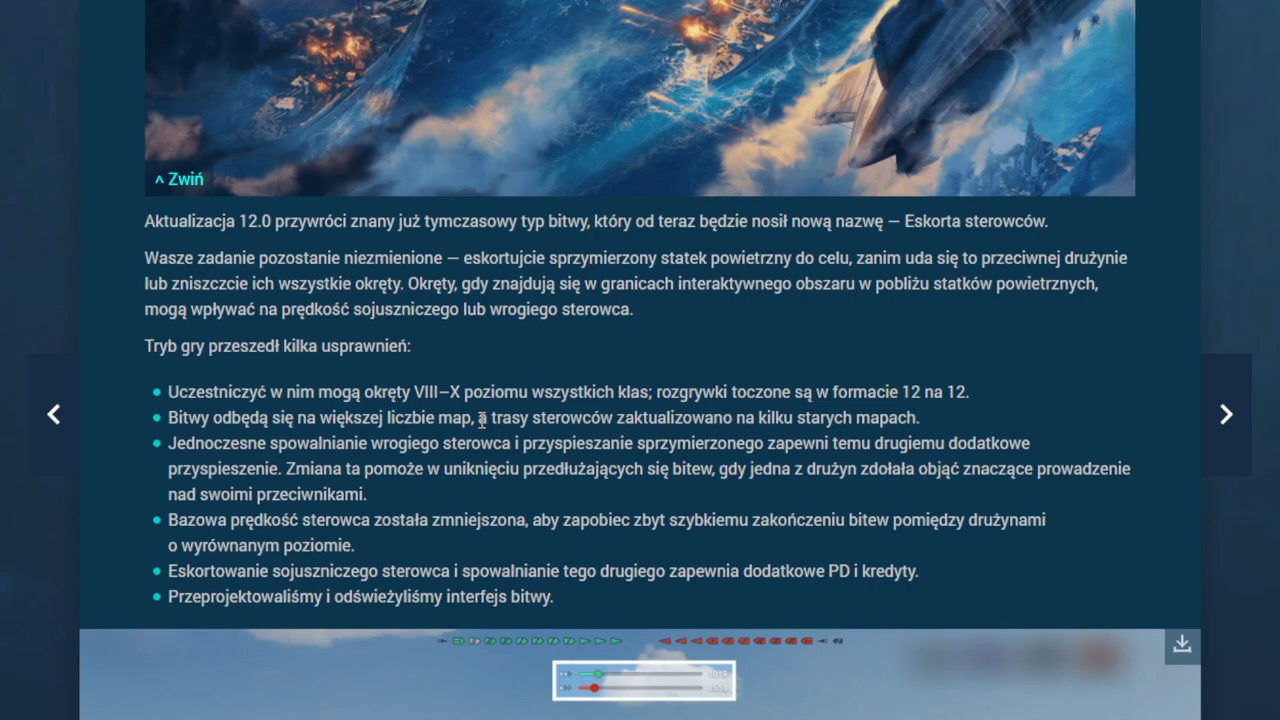 ^ Zwiń
Aktualizacja 12.0 przywróci znany już tymczasowy typ bitwy, który od teraz będzie nosił nową nazwę — Eskorta sterowców.
Wasze zadanie pozostanie niezmienione — eskortujcie sprzymierzony statek powietrzny do celu, zanim uda się to przeciwnej drużynie
lub zniszczcie ich wszystkie okręty. Okręty, gdy znajdują się w granicach interaktywnego obszaru w pobliżu statków powietrznych,
mogą wpływać na prędkość sojuszniczego lub wrogiego sterowca.
Tryb gry przeszedł kilka usprawnień:
Uczestniczyć w nim mogą okręty VIII–X poziomu wszystkich klas; rozgrywki toczone są w formacie 12 na 12.
Bitwy odbędą się na większej liczbie map, a trasy sterowców zaktualizowano na kilku starych mapach.
Jednoczesne spowalnianie wrogiego sterowca i przyspieszanie sprzymierzonego zapewni temu drugiemu dodatkowe
przyspieszenie. Zmiana ta pomoże w uniknięciu przedłużających się bitew, gdy jedna z drużyn zdołała objąć znaczące prowadzenie
nad swoimi przeciwnikami.
Bazowa prędkość sterowca została zmniejszona, aby zapobiec zbyt szybkiemu zakończeniu bitew pomiędzy drużynami
o wyrównanym poziomie.
Eskortowanie sojuszniczego sterowca i spowalnianie tego drugiego zapewnia dodatkowe PD i kredyty.
Przeprojektowaliśmy i odświeżyliśmy interfejs bitwy.